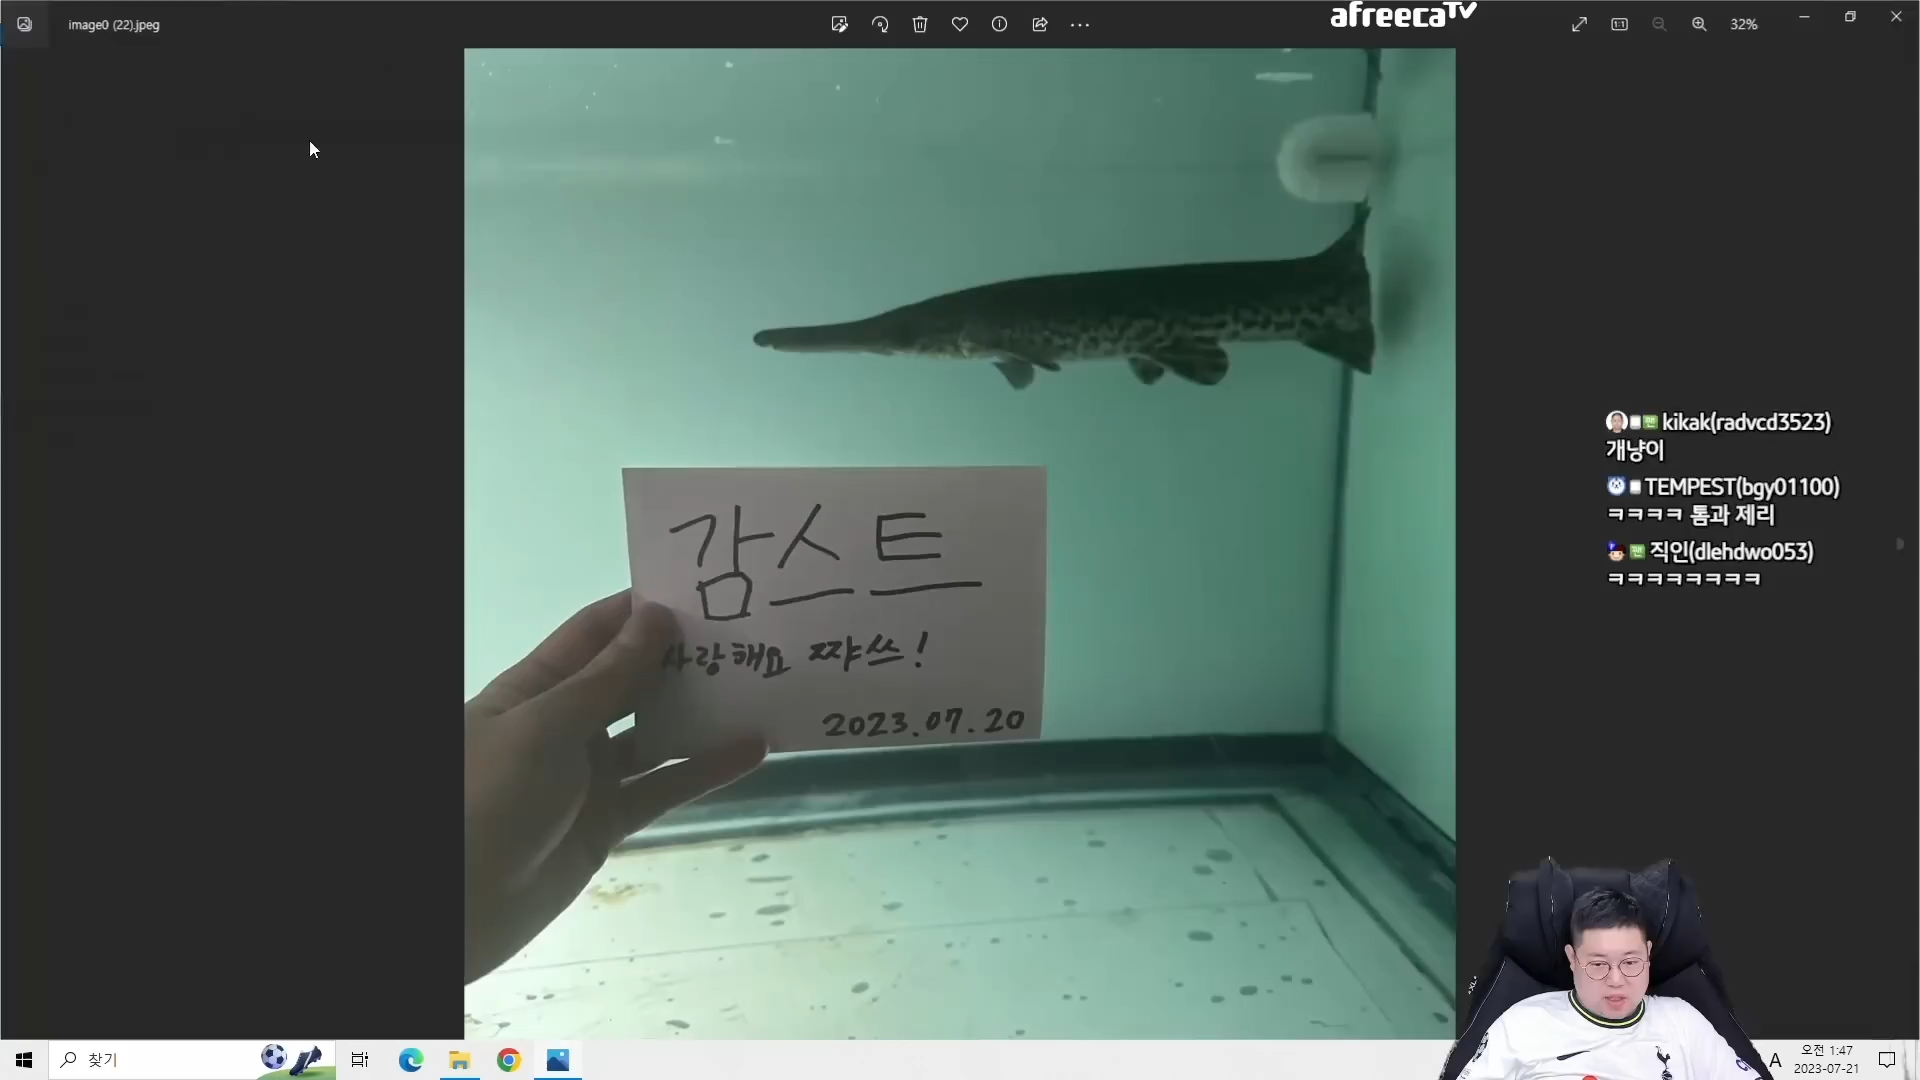 image0 (22).jpeg
afreecaTV
32%
감스트
사랑해요 쨔쓰!
2023.07.20
kikak(radvcd3523)
개냥이
TEMPEST(bgy01100)
ㅋㅋㅋㅋ 톰과 제리
직인(dlehdwo053)
ㅋㅋㅋㅋㅋㅋㅋㅋ
찾기
A
오전 1:47
2023-07-21